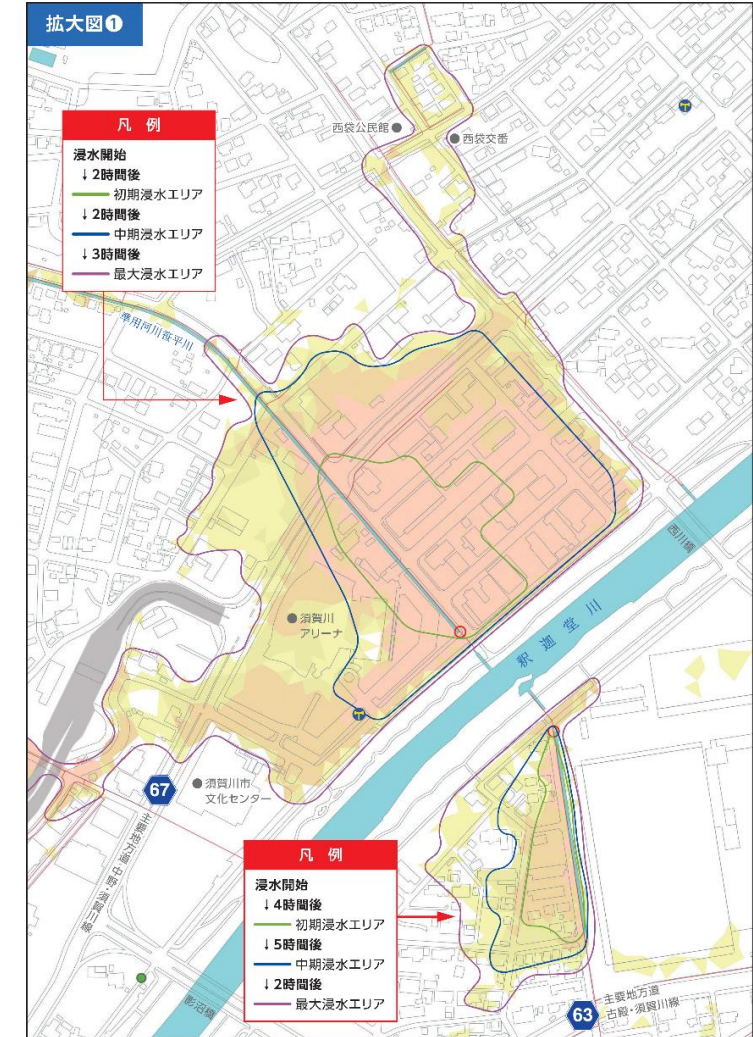 拡大図❶
凡 例
浸水開始
↓2時間後
初期浸水エリア
↓2時間後
中期浸水エリア
↓3時間後
最大浸水エリア
西袋公民館
西袋交番
準用河川笹平川
西川橋
釈迦堂川
須賀川
アリーナ
67
須賀川市
文化センター
主要地方道 中野・須賀川線
凡 例
浸水開始
↓4時間後
初期浸水エリア
↓5時間後
中期浸水エリア
↓2時間後
最大浸水エリア
影沼橋
63
主要地方道
古殿・須賀川線